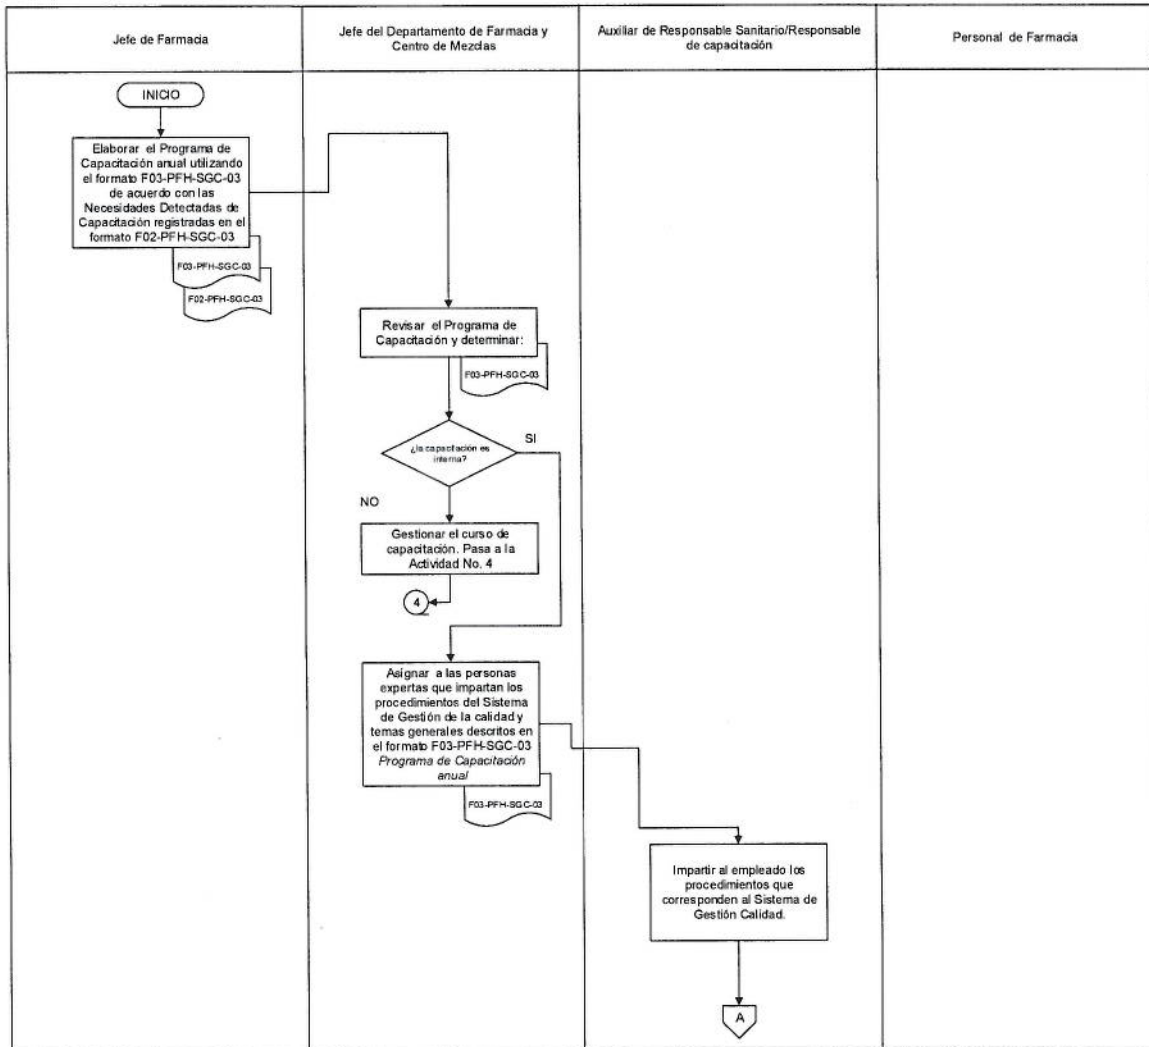 Jefe de Farmacia
Jefe del Departamento de Farmacia y
Centro de Mezclas
Auxiliar de Responsable Sanitario/Responsable
de capacitación
Personal de Farmacia
INICIO
Elaborar el Programa de
Capacitación anual utilizando
el formato F03-PFH-SGC-03
de acuerdo con las
Necesidades Detectadas de
Capacitación registradas en el
formato F02-PFH-SGC-03
F03-PFH-SGC-03
F02-PFH-SGC-03
Revisar el Programa de
Capacitación y determinar:
F03-PFH-SGC-03
¿la capacitación es
interna?
SI
NO
Gestionar el curso de
capacitación. Pasa a la
Actividad No. 4
4
Asignar a las personas
expertas que impartan los
procedimientos del Sistema
de Gestión de la calidad y
temas generales descritos en
el formato F03-PFH-SGC-03
Programa de Capacitación
anual
F03-PFH-SGC-03
Impartir al empleado los
procedimientos que
corresponden al Sistema de
Gestión Calidad.
A